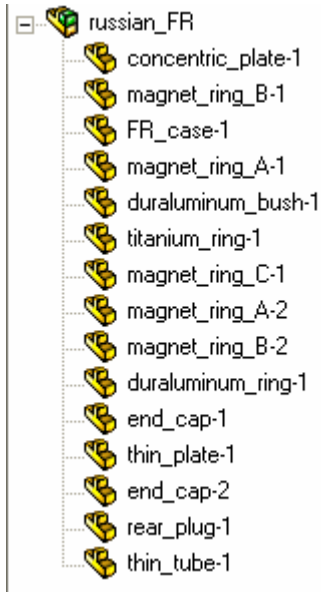 russian_FR
concentric_plate-1
magnet_ring_B-1
FR_case-1
magnet_ring_A-1
duraluminum_bush-1
titanium_ring-1
magnet_ring_C-1
magnet_ring_A-2
magnet_ring_B-2
duraluminum_ring-1
end_cap-1
thin_plate-1
end_cap-2
rear_plug-1
thin_tube-1